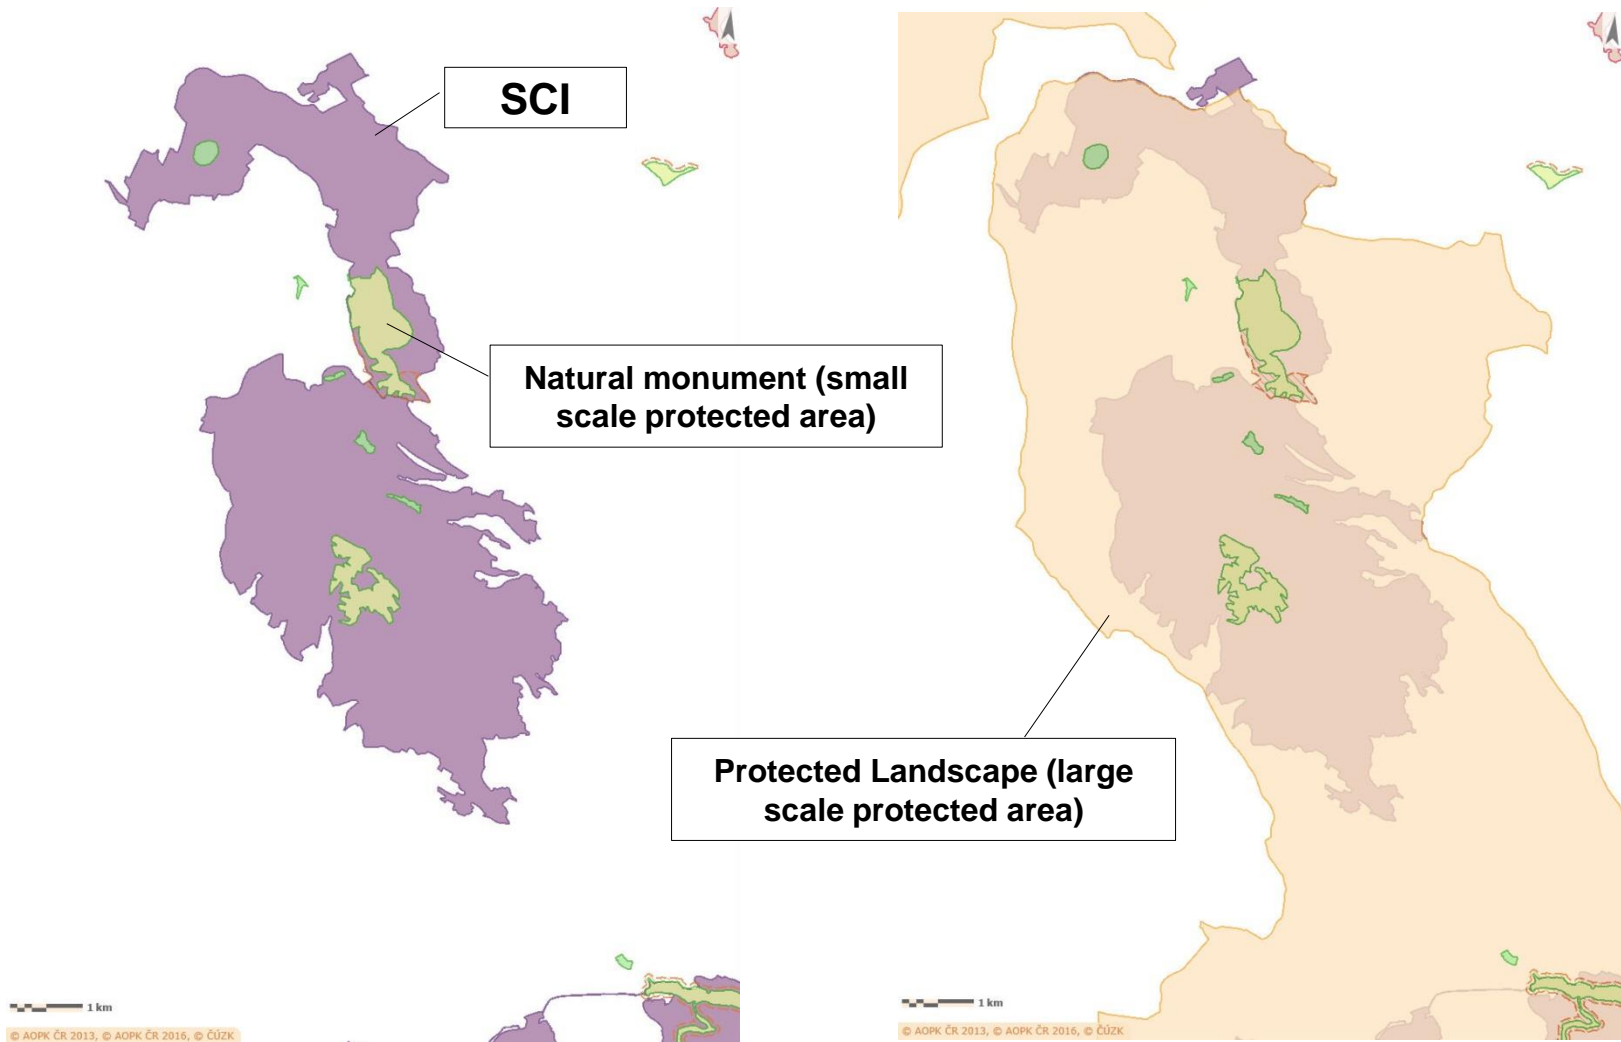 SCI
Natural monument (small
scale protected area)
Protected Landscape (large
scale protected area)
1 km
© AOPK ČR 2013, © AOPK ČR 2016, © ČÚZK
1 km
© AOPK ČR 2013, © AOPK ČR 2016, © ČÚZK